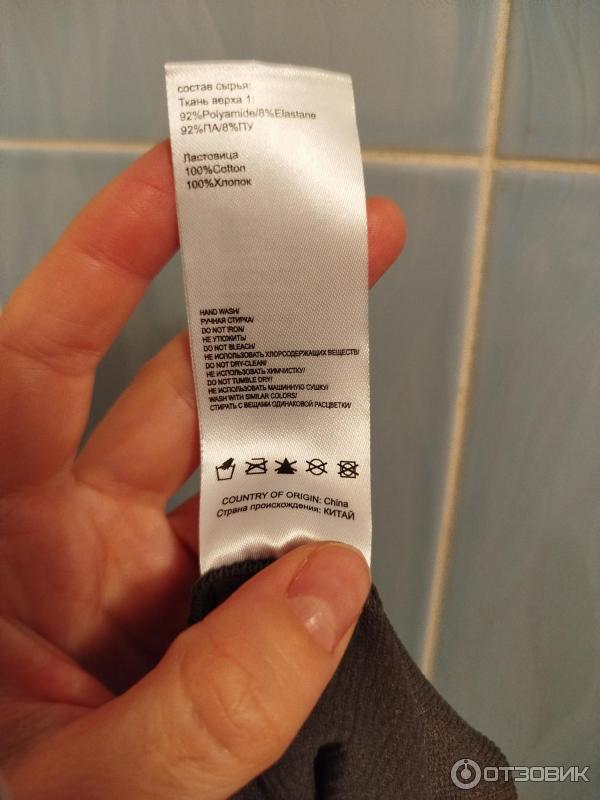 состав сырья:
Ткань верха 1:
92%Polyamide/8%Elastane
92%ПА/8%ПУ
Ластовица
100%Cotton
100%Хлопок
HAND WASH/
РУЧНАЯ СТИРКА/
DO NOT IRON/
НЕ УТЮЖИТЬ/
DO NOT BLEACH/
НЕ ИСПОЛЬЗОВАТЬ ХЛОРСОДЕРЖАЩИХ ВЕЩЕСТВ/
DO NOT DRY-CLEAN/
НЕ ИСПОЛЬЗОВАТЬ ХИМЧИСТКУ/
DO NOT TUMBLE DRY/
НЕ ИСПОЛЬЗОВАТЬ МАШИННУЮ СУШКУ/
WASH WITH SIMILAR COLORS/
СТИРАТЬ С ВЕЩАМИ ОДИНАКОВОЙ РАСЦВЕТКИ/
COUNTRY OF ORIGIN: China
Страна происхождения: КИТАЙ
ОТЗОВИК